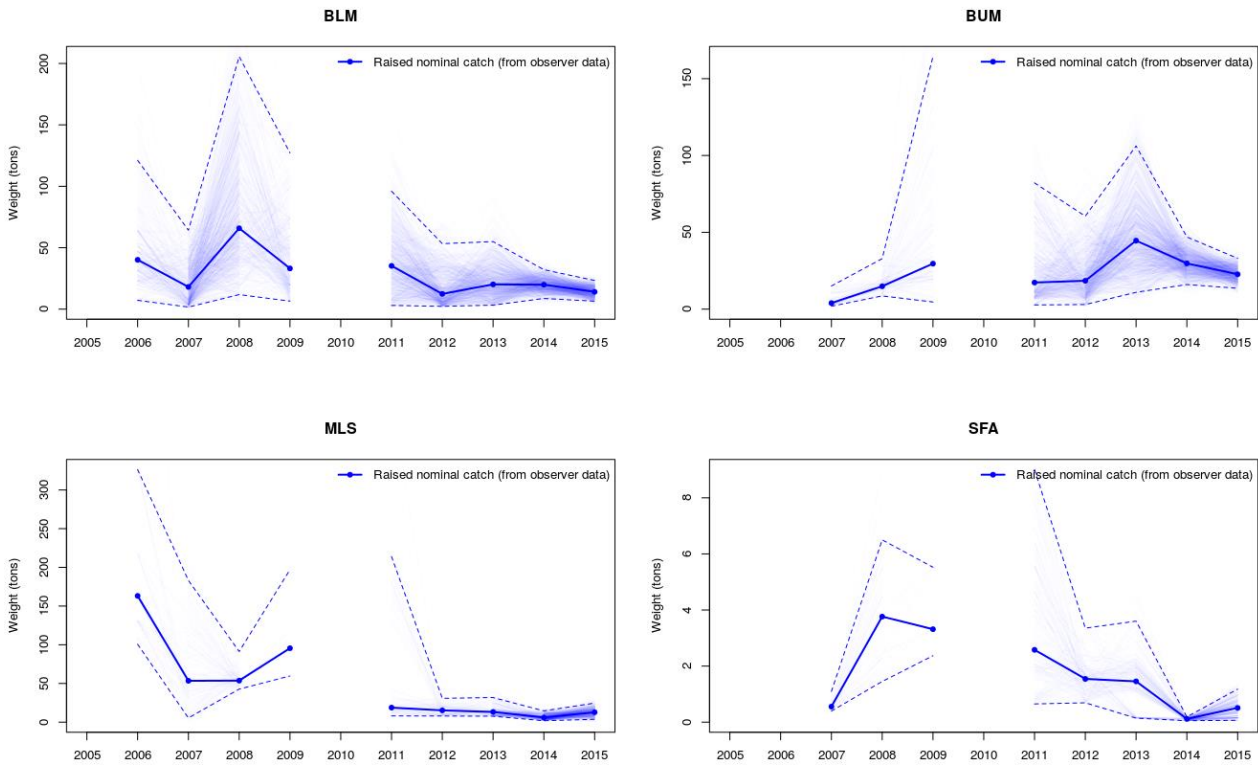 BLM
Raised nominal catch (from observer data)
Weight (tons)
200
150
100
50
0
2005 2006 2007 2008 2009 2010 2011 2012 2013 2014 2015
BUM
Raised nominal catch (from observer data)
Weight (tons)
150
100
50
0
2005 2006 2007 2008 2009 2010 2011 2012 2013 2014 2015
MLS
Raised nominal catch (from observer data)
Weight (tons)
300
250
200
150
100
50
0
2005 2006 2007 2008 2009 2010 2011 2012 2013 2014 2015
SFA
Raised nominal catch (from observer data)
Weight (tons)
8
6
4
2
0
2005 2006 2007 2008 2009 2010 2011 2012 2013 2014 2015